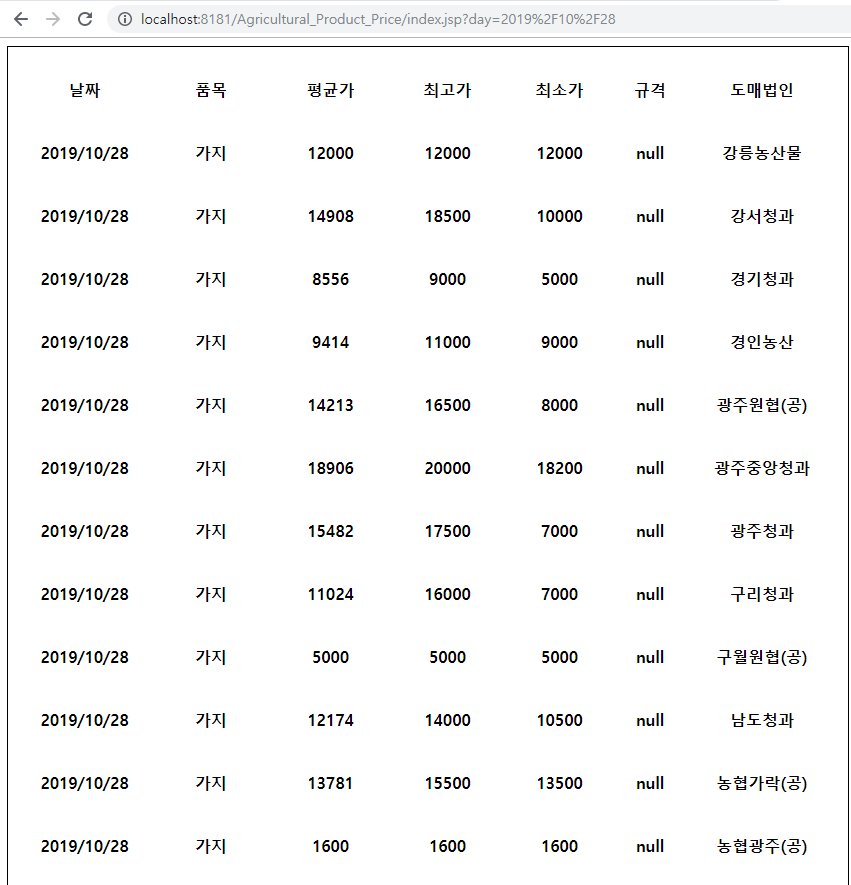 localhost:8181/Agricultural_Product_Price/index.jsp?day=2019%2F10%2F28
날짜 품목 평균가 최고가 최소가 규격 도매법인
2019/10/28 가지 12000 12000 12000 null 강릉농산물
2019/10/28 가지 14908 18500 10000 null 강서청과
2019/10/28 가지 8556 9000 5000 null 경기청과
2019/10/28 가지 9414 11000 9000 null 경인농산
2019/10/28 가지 14213 16500 8000 null 광주원협(공)
2019/10/28 가지 18906 20000 18200 null 광주중앙청과
2019/10/28 가지 15482 17500 7000 null 광주청과
2019/10/28 가지 11024 16000 7000 null 구리청과
2019/10/28 가지 5000 5000 5000 null 구월원협(공)
2019/10/28 가지 12174 14000 10500 null 남도청과
2019/10/28 가지 13781 15500 13500 null 농협가락(공)
2019/10/28 가지 1600 1600 1600 null 농협광주(공)